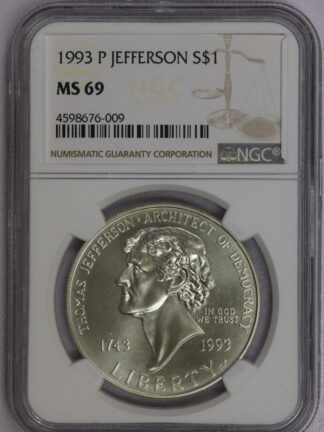 1993 P JEFFERSON S$1
MS 69
NGC
4598676-009
NUMISMATIC GUARANTY CORPORATION
NGC
THOMAS JEFFERSON · ARCHITECT OF DEMOCRACY
IN GOD
WE TRUST
1743 1993
LIBERTY